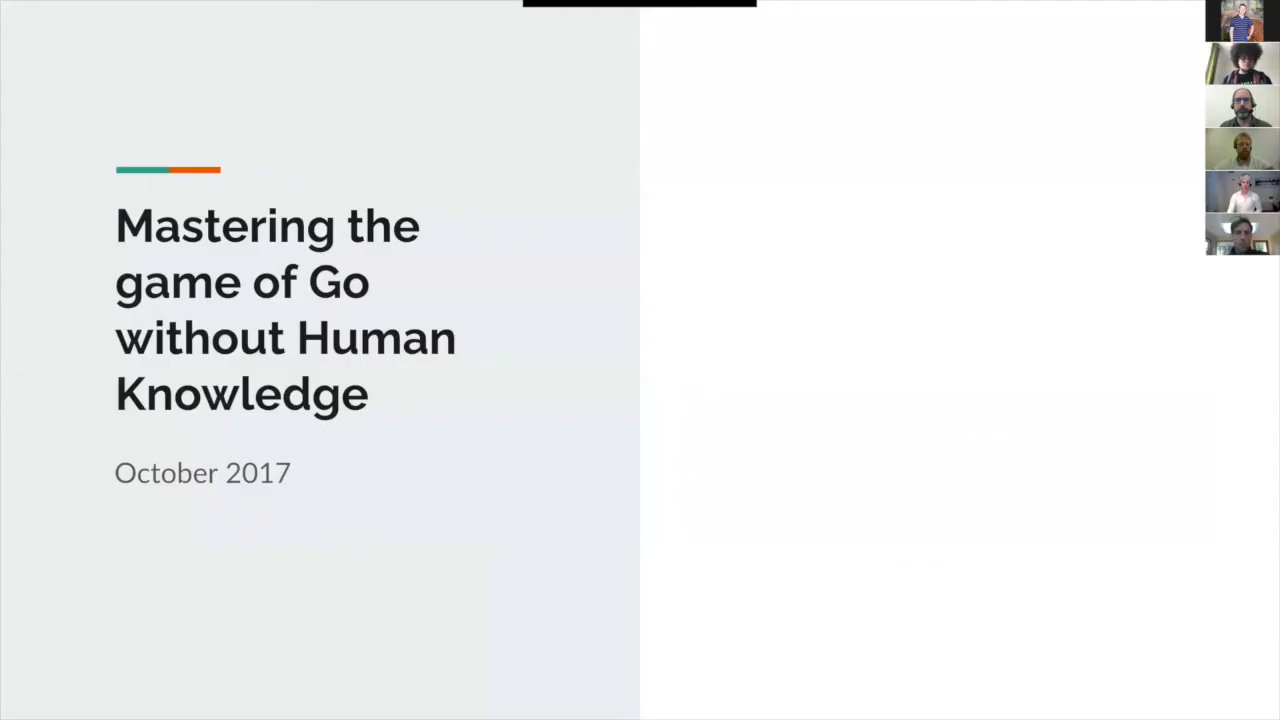 Mastering the
game of Go
without Human
Knowledge
October 2017